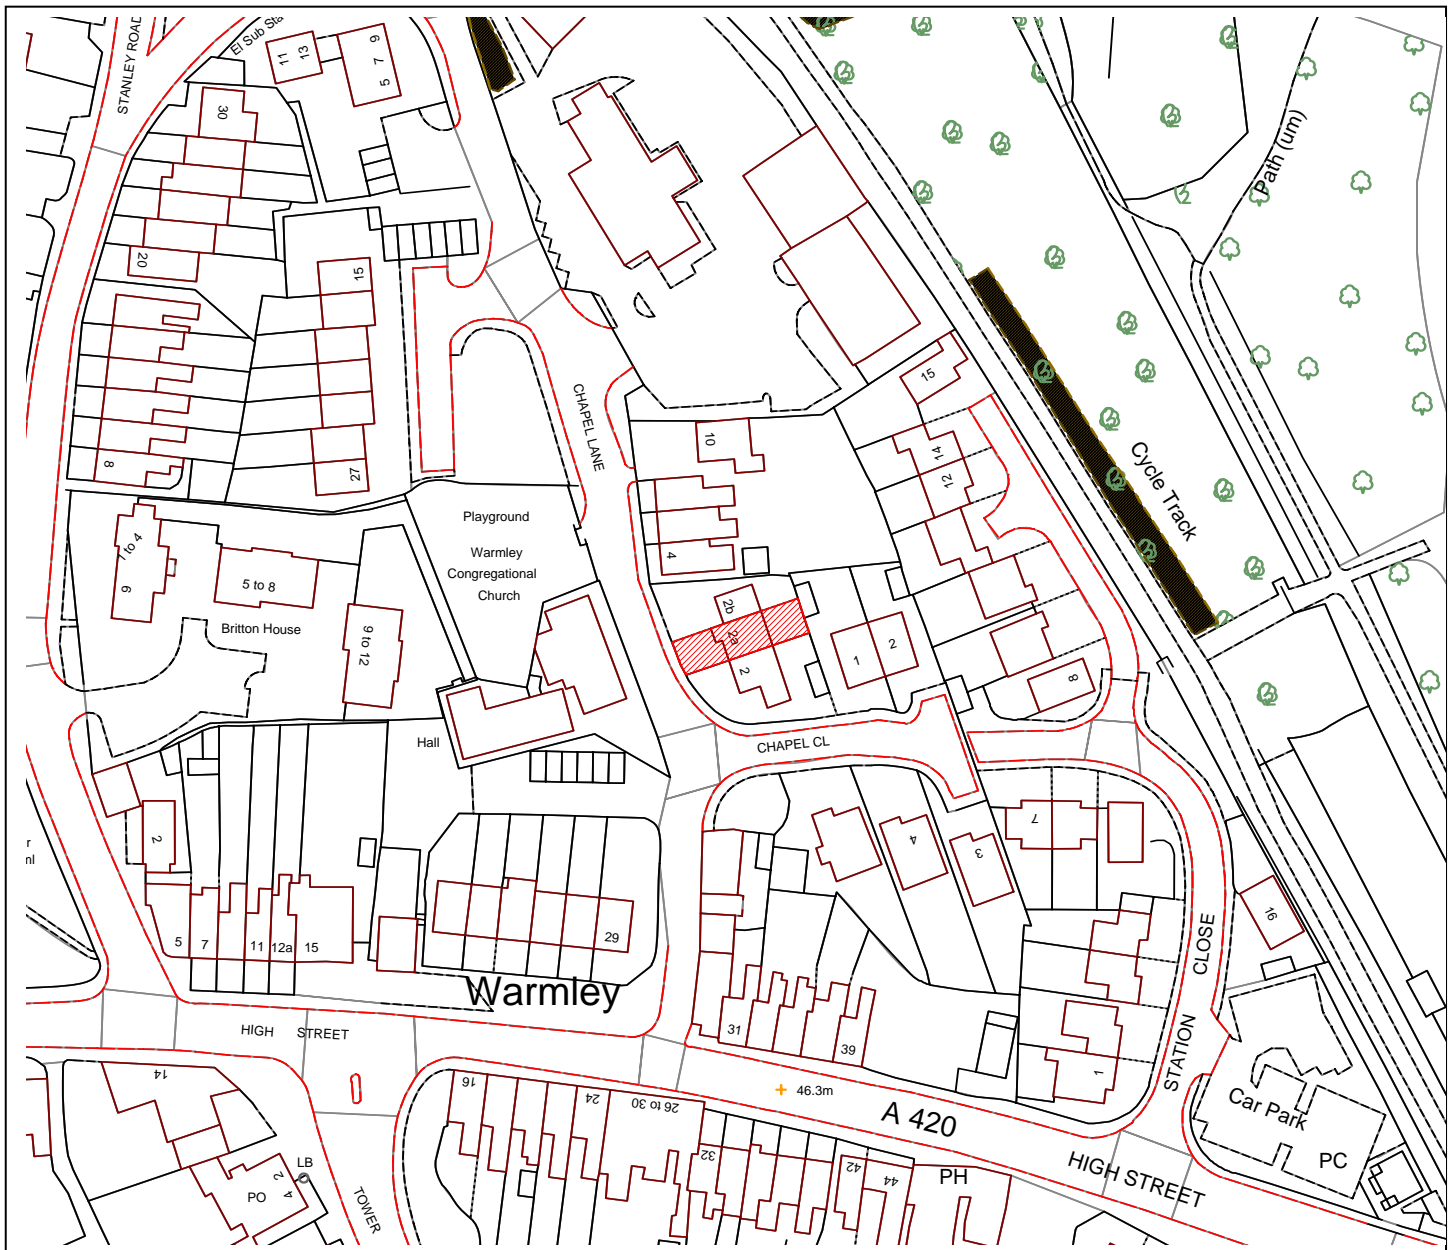 STANLEY ROAD
El Sub Sta
11
13
5 7 9
30
Path (um)
20
15
15
CHAPEL LANE
10
14
12
Cycle Track
8
27
Playground
4
Warmley
Congregational
Church
1 to 4
6
5 to 8
Britton House
9 to 12
2b
2a
2
1
2
8
Hall
CHAPEL CL
2
7
4
3
16
5
7
11
12a
15
29
CLOSE
Warmley
HIGH STREET
31
39
STATION
1
14
16
24
26 to 30
46.3m
A 420
Car Park
HIGH STREET
PC
32
42
44
PH
LB
PO
2
4
TOWER